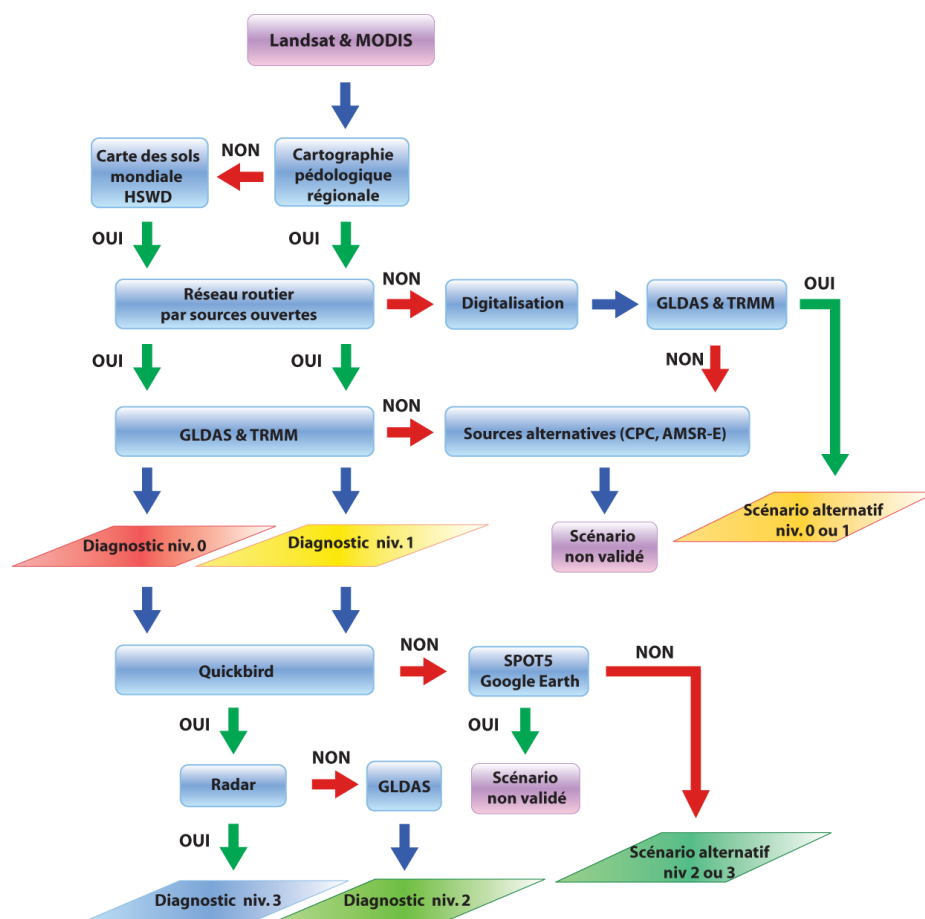 Landsat & MODIS
Carte des sols
mondiale
HSWD
NON
Cartographie
pédologique
régionale
OUI
OUI
Réseau routier
par sources ouvertes
NON
Digitalisation
GLDAS & TRMM
OUI
OUI
OUI
NON
GLDAS & TRMM
NON
Sources alternatives (CPC, AMSR-E)
Diagnostic niv. 0
Diagnostic niv. 1
Scénario
non validé
Scénario alternatif
niv. 0 ou 1
Quickbird
NON
SPOT5
Google Earth
NON
OUI
OUI
Radar
NON
GLDAS
Scénario
non validé
OUI
Diagnostic niv. 3
Diagnostic niv. 2
Scénario alternatif
niv 2 ou 3